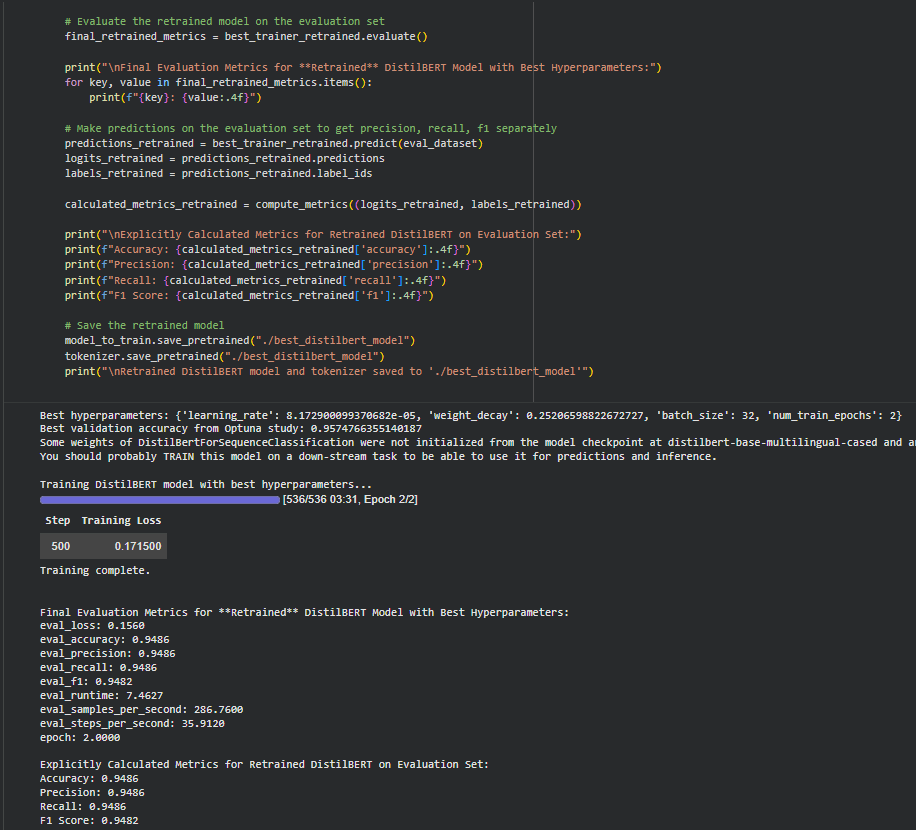 # Evaluate the retrained model on the evaluation set
final_retrained_metrics = best_trainer_retrained.evaluate()
print("\nFinal Evaluation Metrics for **Retrained** DistilBERT Model with Best Hyperparameters:")
for key, value in final_retrained_metrics.items():
    print(f"{key}: {value:.4f}")
# Make predictions on the evaluation set to get precision, recall, f1 separately
predictions_retrained = best_trainer_retrained.predict(eval_dataset)
logits_retrained = predictions_retrained.predictions
labels_retrained = predictions_retrained.label_ids
calculated_metrics_retrained = compute_metrics((logits_retrained, labels_retrained))
print("\nExplicitly Calculated Metrics for Retrained DistilBERT on Evaluation Set:")
print(f"Accuracy: {calculated_metrics_retrained['accuracy']:.4f}")
print(f"Precision: {calculated_metrics_retrained['precision']:.4f}")
print(f"Recall: {calculated_metrics_retrained['recall']:.4f}")
print(f"F1 Score: {calculated_metrics_retrained['f1']:.4f}")
# Save the retrained model
model_to_train.save_pretrained("./best_distilbert_model")
tokenizer.save_pretrained("./best_distilbert_model")
print("\nRetrained DistilBERT model and tokenizer saved to './best_distilbert_model'")
Best hyperparameters: {'learning_rate': 8.172900099370682e-05, 'weight_decay': 0.25206598822672727, 'batch_size': 32, 'num_train_epochs': 2}
Best validation accuracy from Optuna study: 0.9574766355140187
Some weights of DistilBertForSequenceClassification were not initialized from the model checkpoint at distilbert-base-multilingual-cased and
You should probably TRAIN this model on a down-stream task to be able to use it for predictions and inference.
Training DistilBERT model with best hyperparameters...
[536/536 03:31, Epoch 2/2]
Step Training Loss
500 0.171500
Training complete.
Final Evaluation Metrics for **Retrained** DistilBERT Model with Best Hyperparameters:
eval_loss: 0.1560
eval_accuracy: 0.9486
eval_precision: 0.9486
eval_recall: 0.9486
eval_f1: 0.9482
eval_runtime: 7.4627
eval_samples_per_second: 286.7600
eval_steps_per_second: 35.9120
epoch: 2.0000
Explicitly Calculated Metrics for Retrained DistilBERT on Evaluation Set:
Accuracy: 0.9486
Precision: 0.9486
Recall: 0.9486
F1 Score: 0.9482